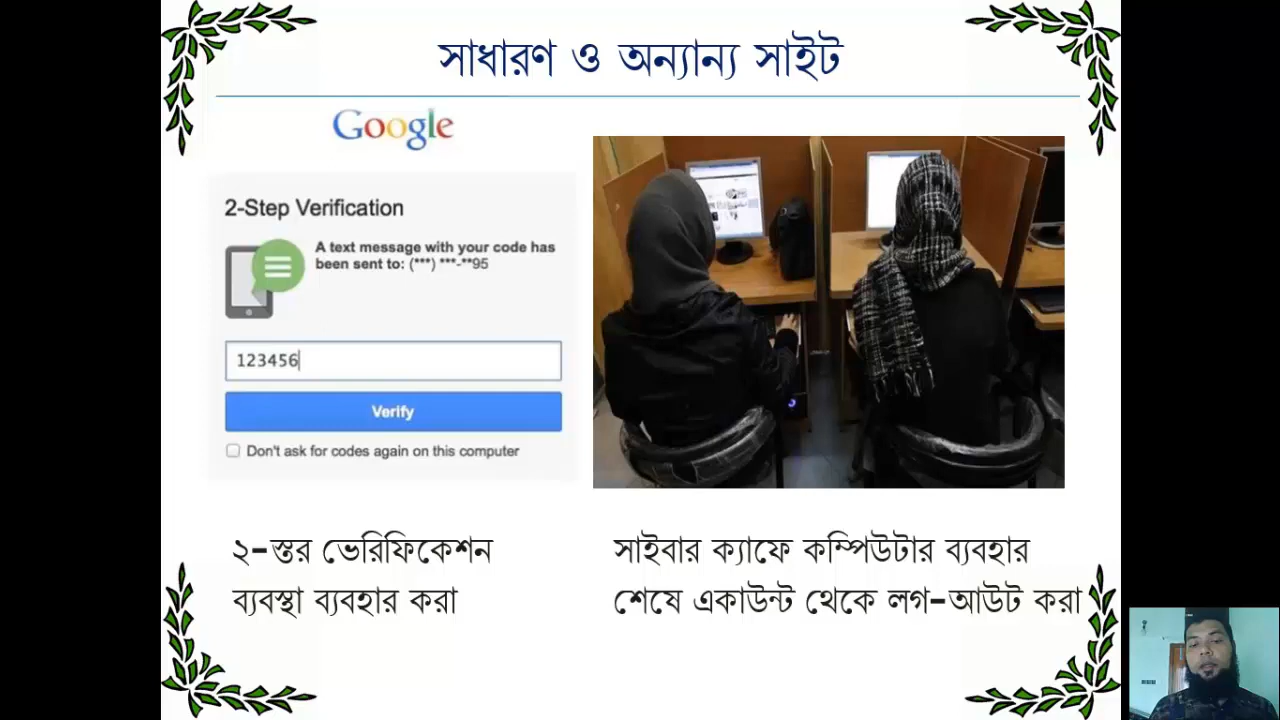 সাধারণ ও অন্যান্য সাইট
Google
2-Step Verification
A text message with your code has
been sent to: (***) ***-**95
123456
Verify
Don't ask for codes again on this computer
২-স্তর ভেরিফিকেশন
ব্যবস্থা ব্যবহার করা
সাইবার ক্যাফে কম্পিউটার ব্যবহার
শেষে একাউন্ট থেকে লগ-আউট করা